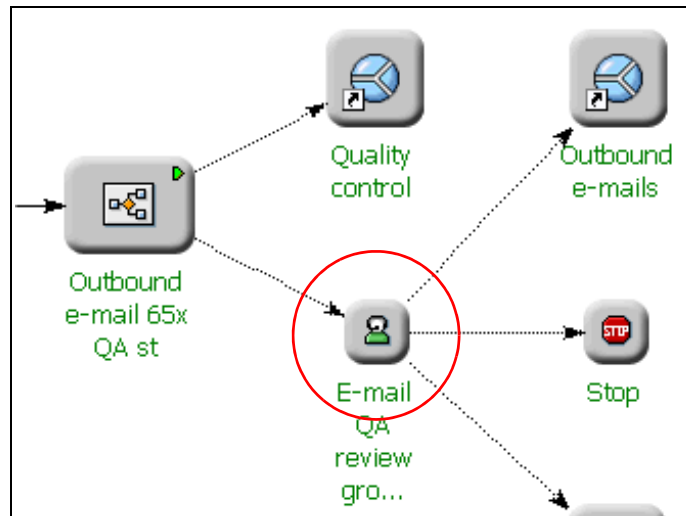 Quality
control
Outbound
e-mails
Outbound
e-mail 65x
QA st
STOP
E-mail
QA
review
gro...
Stop